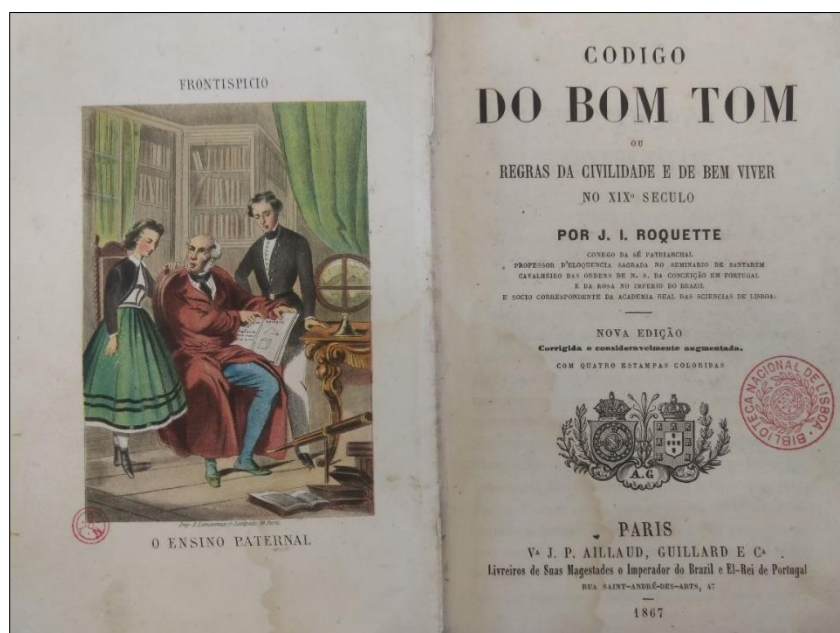 FRONTISPICIO
O ENSINO PATERNAL
CODIGO
DO BOM TOM
OU
REGRAS DA CIVILIDADE E DE BEM VIVER
NO XIXº SECULO
POR J. I. ROQUETTE
CONEGO DA SÉ PATRIARCHAL
PROFESSOR D'ELOQUENCIA SAGRADA NO SEMINARIO DE SANTAREM
CAVALHEIRO DAS ORDENS DE N. S. DA CONCEIÇÃO EM PORTUGAL
E DA ROSA NO IMPERIO DO BRAZIL
E SOCIO CORRESPONDENTE DA ACADEMIA REAL DAS SCIENCIAS DE LISBOA.
NOVA EDIÇÃO
Corrigida e consideravelmente augmentada.
COM QUATRO ESTAMPAS COLORIDAS
BIBLIOTECA NACIONAL DE LISBOA
A.G
PARIS
Vª J. P. AILLAUD, GUILLARD E Cª
Livreiros de Suas Magestades o Imperador do Brazil e El-Rei de Portugal
RUA SAINT-ANDRÉ-DES-ARTS, 47
1867